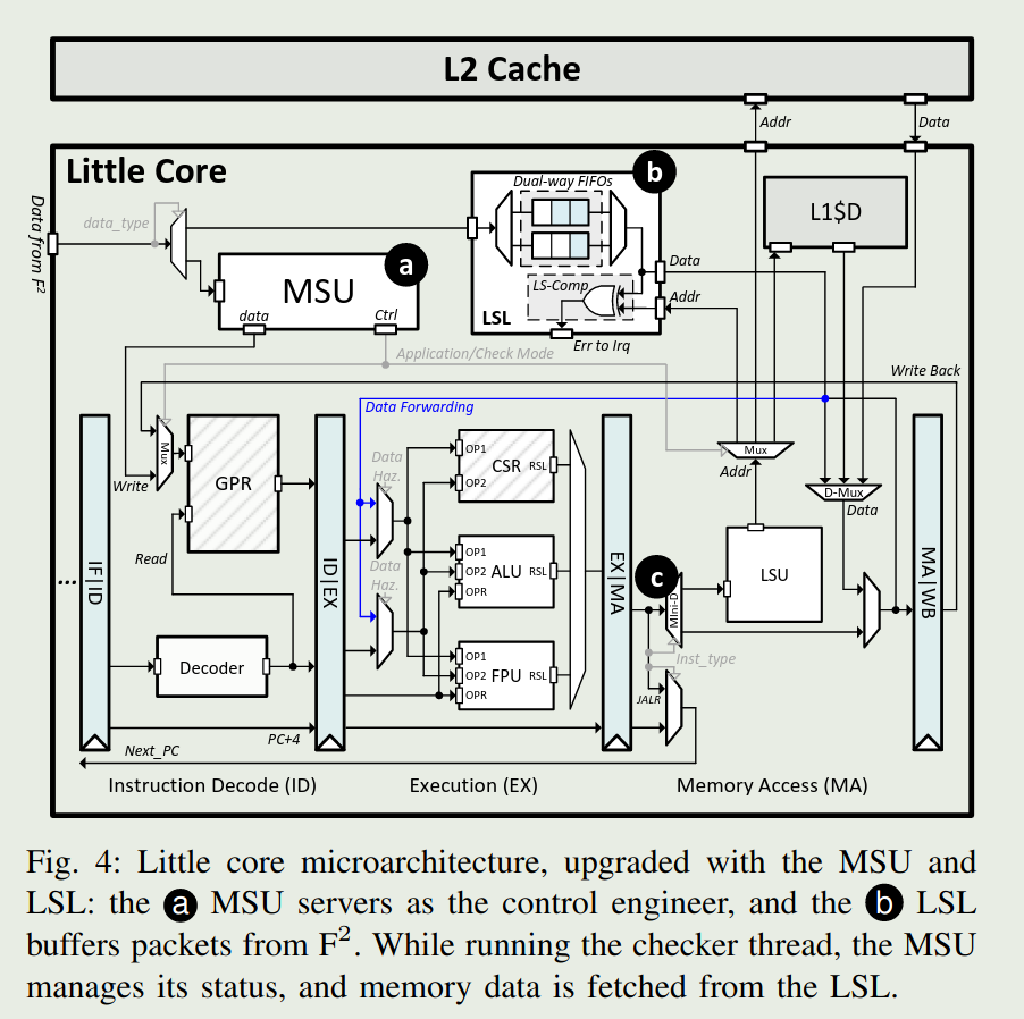 L2 Cache
Addr
Data
Little Core
b
Dual-way FIFOs
L1$D
Data from F²
data_type
a
MSU
data
Ctrl
LS-Comp
LSL
Data
Addr
Err to Irq
Application/Check Mode
Write Back
Data Forwarding
Mux
Write
GPR
Read
Decoder
...
IF|ID
ID|EX
Data
Haz.
Data
Haz.
OP1
OP2
CSR
RSL
OP1
OP2
OPR
ALU
RSL
OP1
OP2
OPR
FPU
RSL
EX|MA
c
Mini-D
Mux
Addr
D-Mux
Data
LSU
Inst_type
JALR
MA|WB
PC+4
Next_PC
Instruction Decode (ID)
Execution (EX)
Memory Access (MA)
Fig. 4: Little core microarchitecture, upgraded with the MSU and
LSL: the a MSU servers as the control engineer, and the b LSL
buffers packets from F². While running the checker thread, the MSU
manages its status, and memory data is fetched from the LSL.